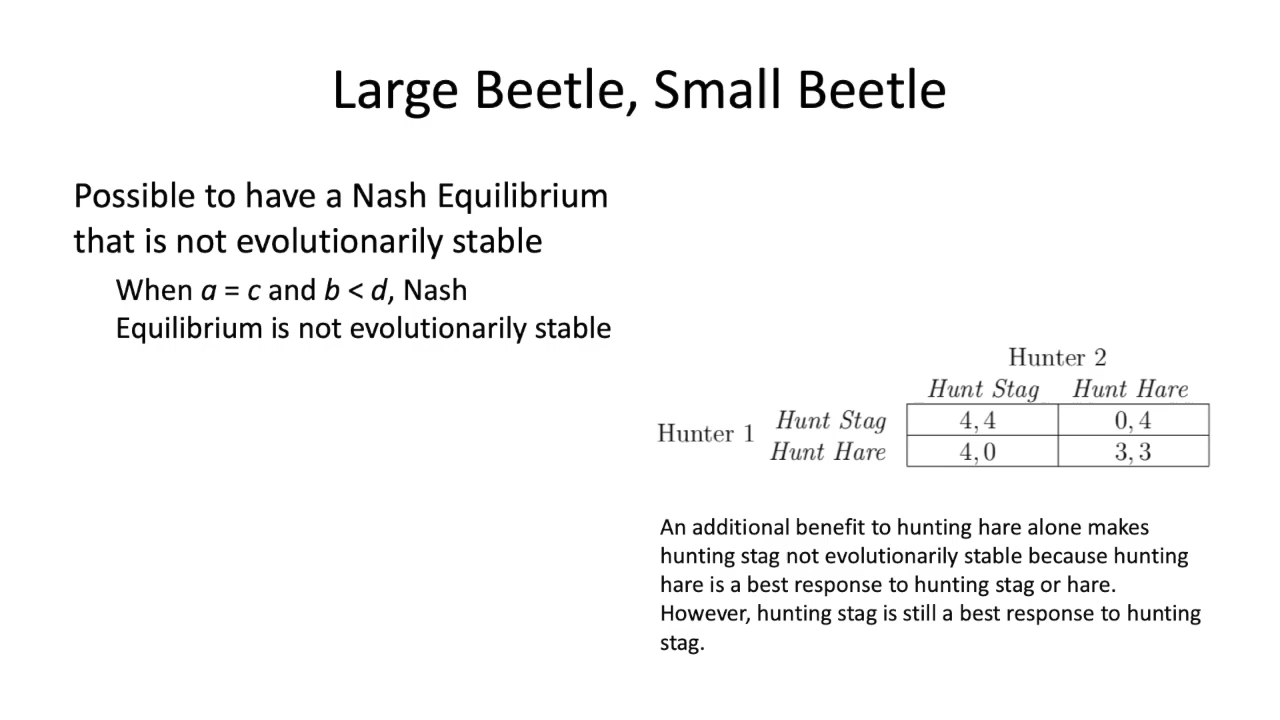 Large Beetle, Small Beetle
Possible to have a Nash Equilibrium
that is not evolutionarily stable
When a = c and b < d, Nash
Equilibrium is not evolutionarily stable
Hunter 2
Hunt Stag Hunt Hare
Hunter 1 Hunt Stag 4, 4 0, 4
Hunt Hare 4, 0 3, 3
An additional benefit to hunting hare alone makes
hunting stag not evolutionarily stable because hunting
hare is a best response to hunting stag or hare.
However, hunting stag is still a best response to hunting
stag.